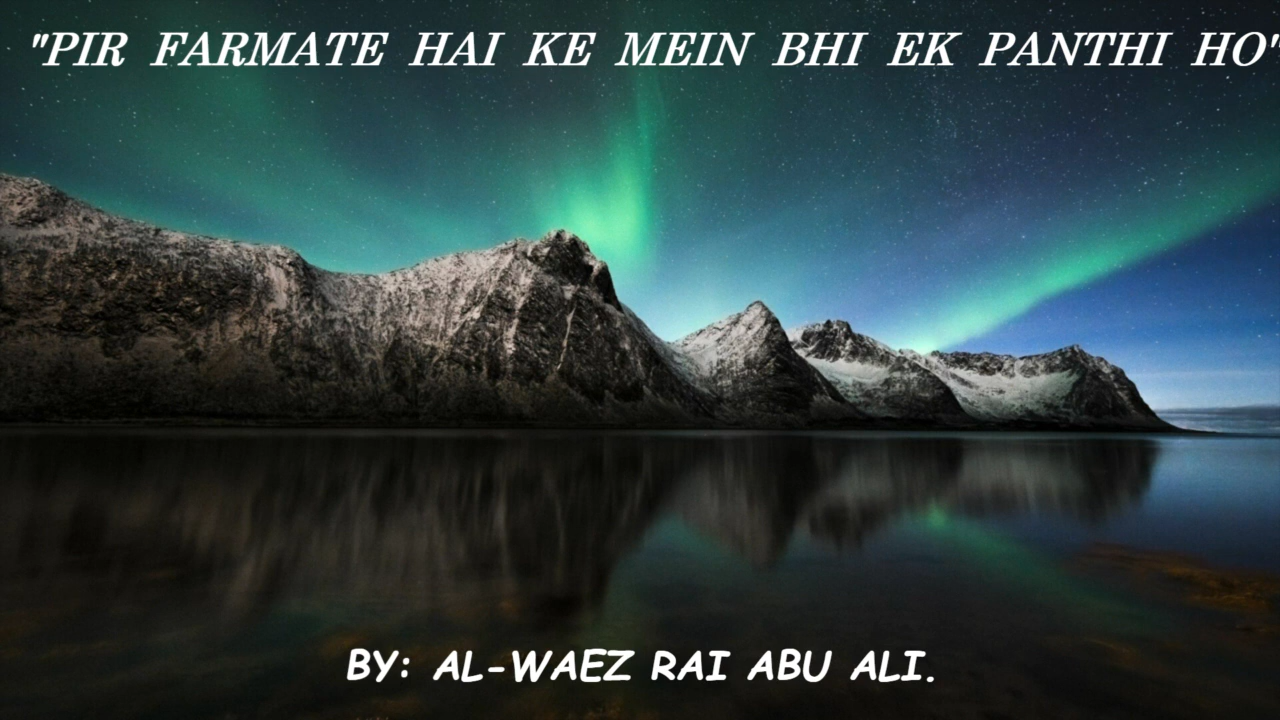 "PIR FARMATE HAI KE MEIN BHI EK PANTHI HO"
BY: AL-WAEZ RAI ABU ALI.